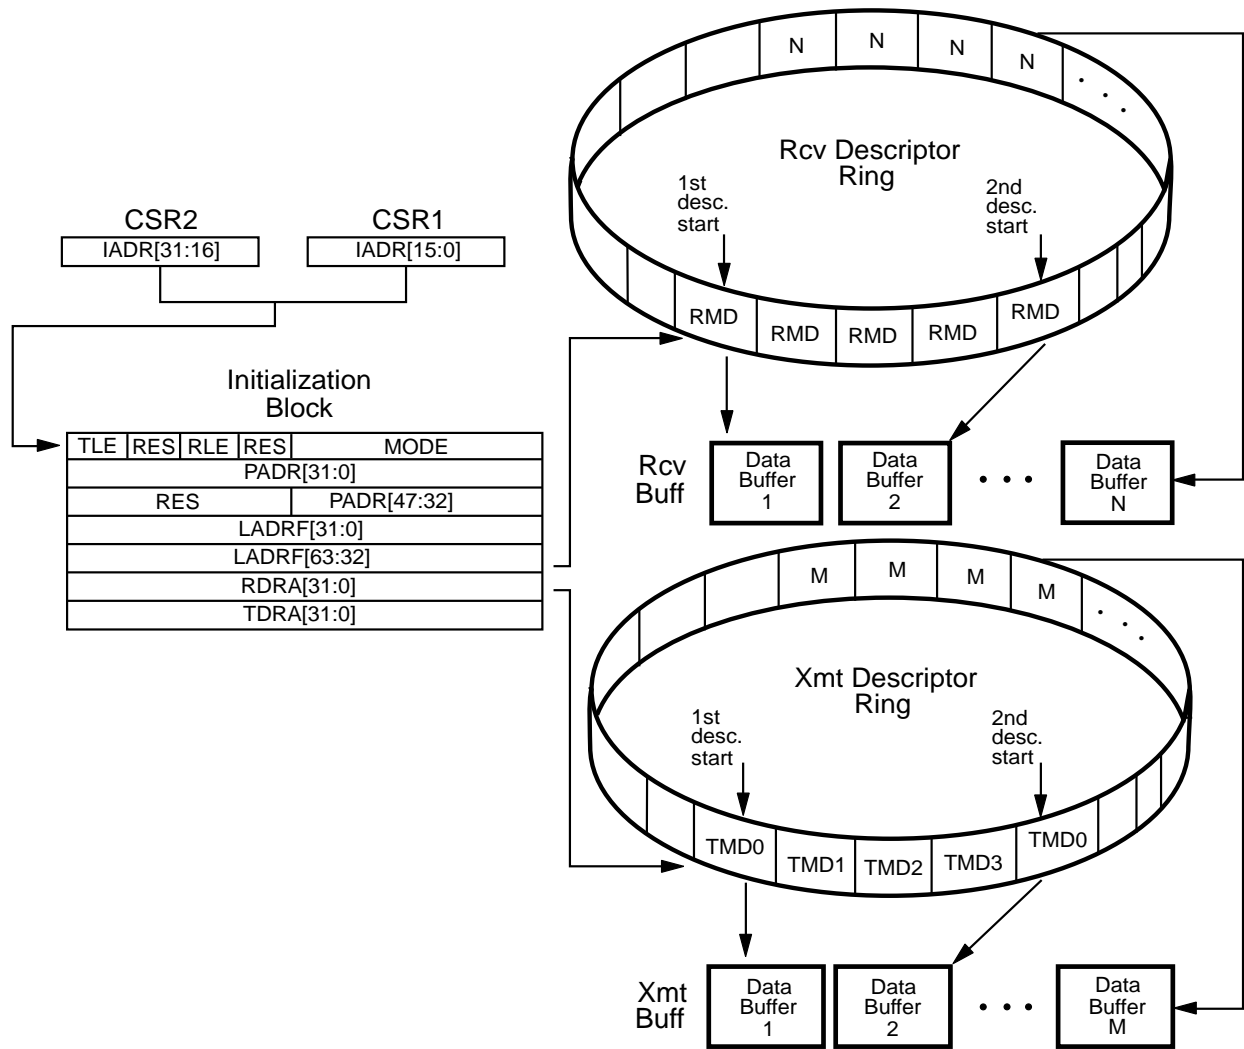 N
N
N
N
Rcv Descriptor
Ring
1st
desc.
start
2nd
desc.
start
CSR2
CSR1
IADR[31:16]
IADR[15:0]
RMD
RMD
RMD
RMD
RMD
Initialization
Block
TLE RES RLE RES MODE
PADR[31:0]
RES PADR[47:32]
LADRF[31:0]
LADRF[63:32]
RDRA[31:0]
TDRA[31:0]
Rcv
Buff
Data
Buffer
1
Data
Buffer
2
• • •
Data
Buffer
N
M
M
M
M
Xmt Descriptor
Ring
1st
desc.
start
2nd
desc.
start
TMD0
TMD1
TMD2
TMD3
TMD0
Xmt
Buff
Data
Buffer
1
Data
Buffer
2
• • •
Data
Buffer
M